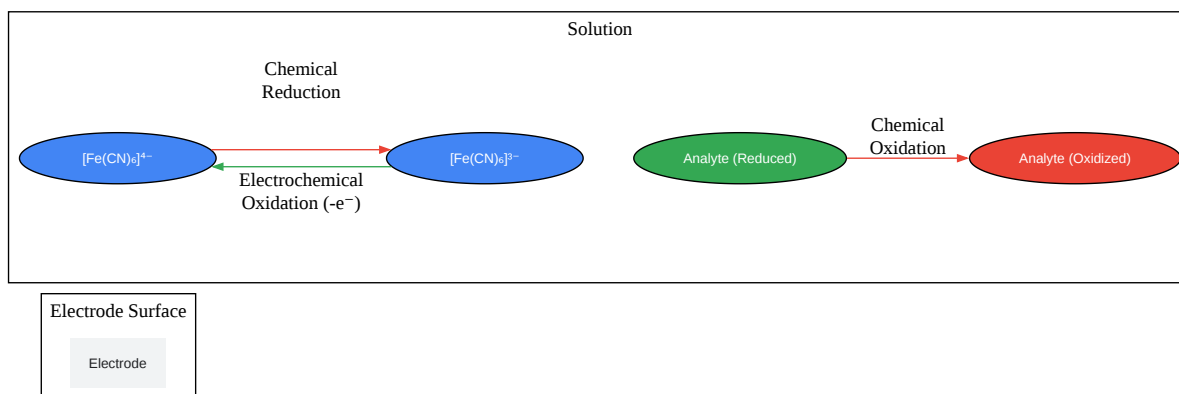 Solution
Chemical
Reduction
[Fe(CN)₆]⁴⁻
[Fe(CN)₆]³⁻
Electrochemical
Oxidation (-e⁻)
Analyte (Reduced)
Chemical
Oxidation
Analyte (Oxidized)
Electrode Surface
Electrode